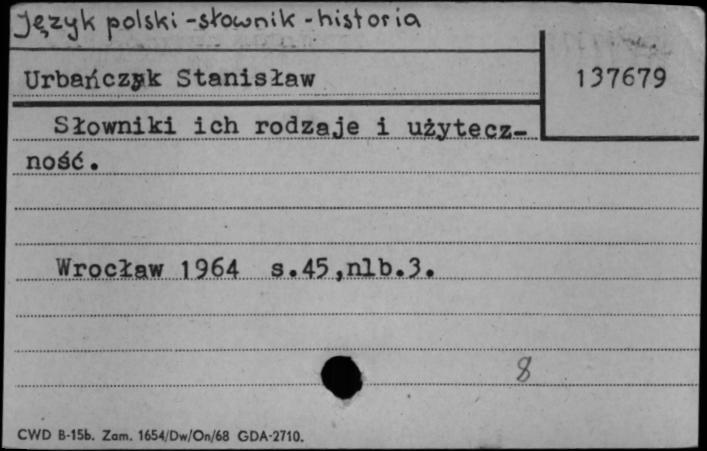 Język polski - słownik - historia
Urbańczyk Stanisław
137679
Słowniki ich rodzaje i użytecz-
ność.
Wrocław 1964 s.45,nlb.3.
8
CWD B-15b. Zam. 1654/Dw/On/68 GDA-2710.